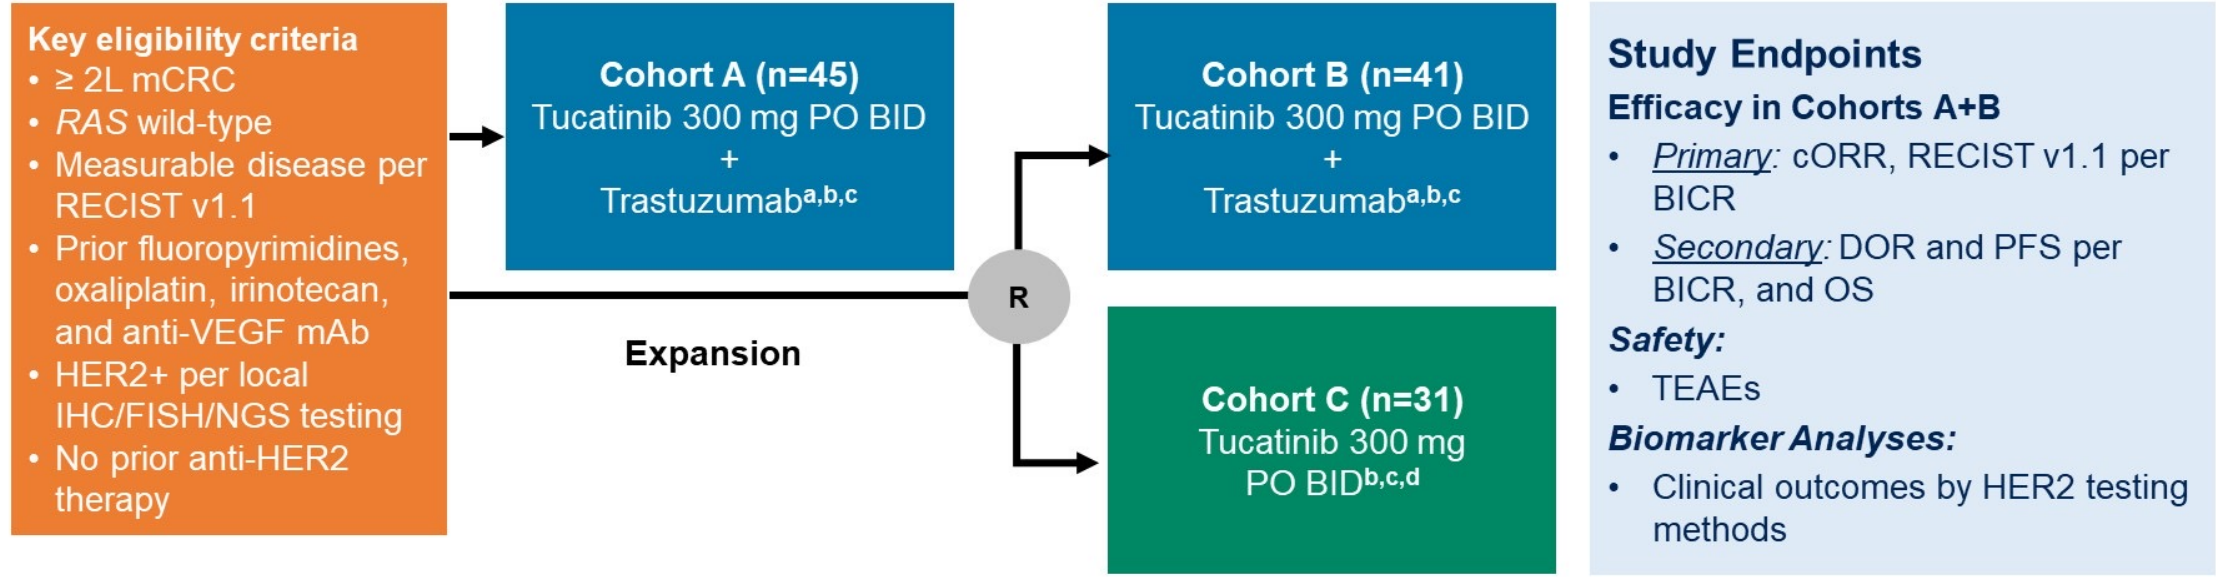 Key eligibility criteria
• ≥ 2L mCRC
• RAS wild-type
• Measurable disease per
RECIST v1.1
• Prior fluoropyrimidines,
oxaliplatin, irinotecan,
and anti-VEGF mAb
• HER2+ per local
IHC/FISH/NGS testing
• No prior anti-HER2
therapy
Cohort A (n=45)
Tucatinib 300 mg PO BID
+
Trastuzumaba,b,c
Expansion
R
Cohort B (n=41)
Tucatinib 300 mg PO BID
+
Trastuzumaba,b,c
Cohort C (n=31)
Tucatinib 300 mg
PO BIDb,c,d
Study Endpoints
Efficacy in Cohorts A+B
• Primary: cORR, RECIST v1.1 per
BICR
• Secondary: DOR and PFS per
BICR, and OS
Safety:
• TEAEs
Biomarker Analyses:
• Clinical outcomes by HER2 testing
methods